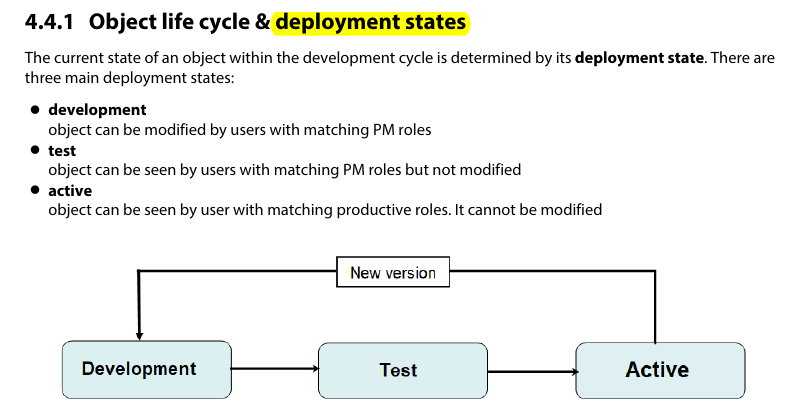 4.4.1 Object life cycle & deployment states
The current state of an object within the development cycle is determined by its deployment state. There are
three main deployment states:
● development
object can be modified by users with matching PM roles
● test
object can be seen by users with matching PM roles but not modified
● active
object can be seen by user with matching productive roles. It cannot be modified
New version
Development
Test
Active